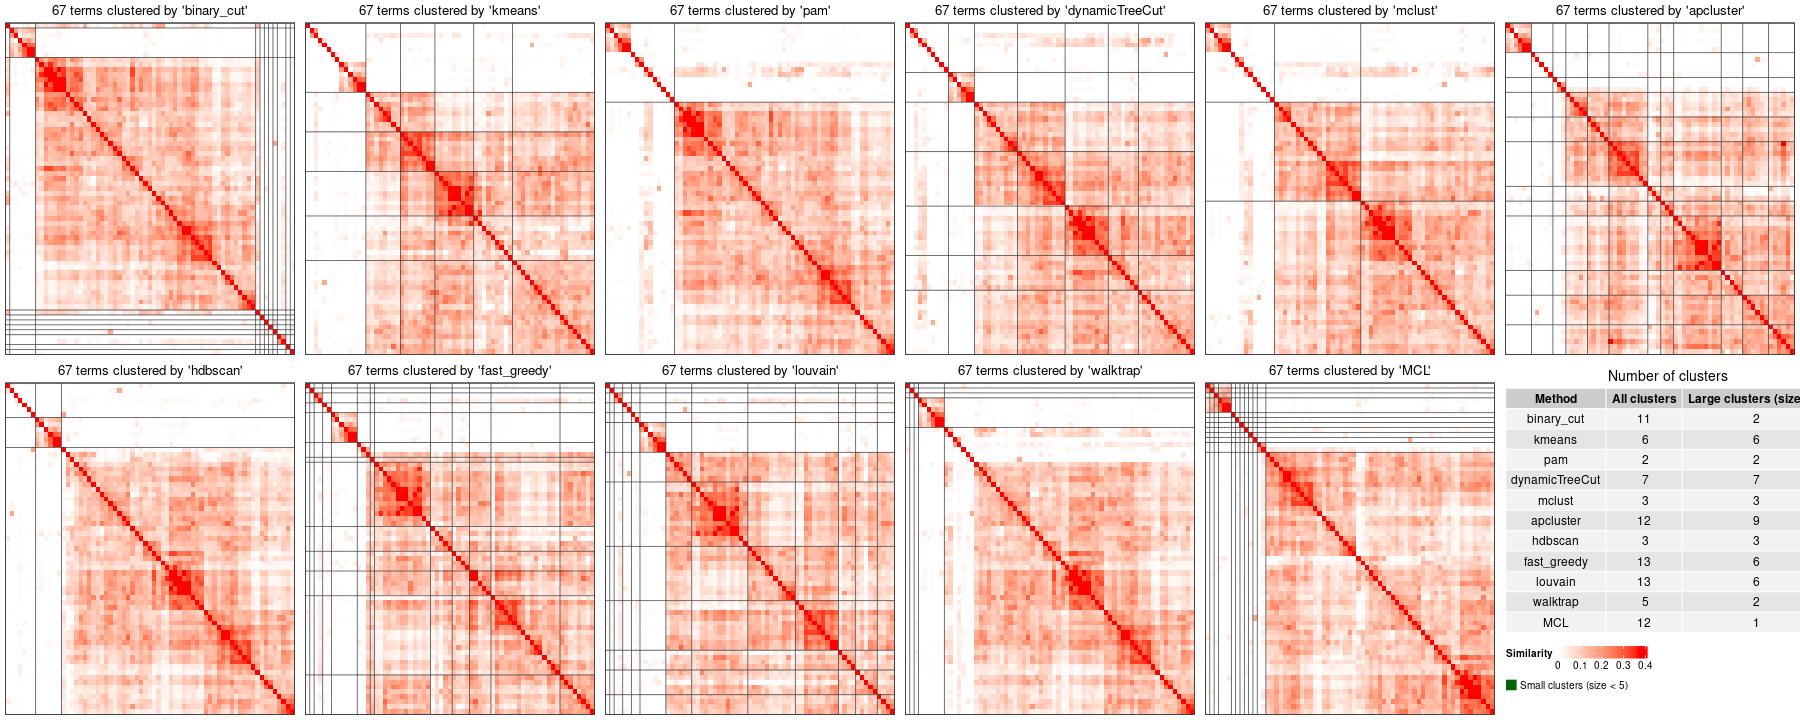 67 terms clustered by 'binary_cut'
67 terms clustered by 'kmeans'
67 terms clustered by 'pam'
67 terms clustered by 'dynamicTreeCut'
67 terms clustered by 'mclust'
67 terms clustered by 'apcluster'
67 terms clustered by 'hdbscan'
67 terms clustered by 'fast_greedy'
67 terms clustered by 'louvain'
67 terms clustered by 'walktrap'
67 terms clustered by 'MCL'
Number of clusters
Method All clusters Large clusters (size
binary_cut 11 2
kmeans 6 6
pam 2 2
dynamicTreeCut 7 7
mclust 3 3
apcluster 12 9
hdbscan 3 3
fast_greedy 13 6
louvain 13 6
walktrap 5 2
MCL 12 1
Similarity
0 0.1 0.2 0.3 0.4
Small clusters (size < 5)